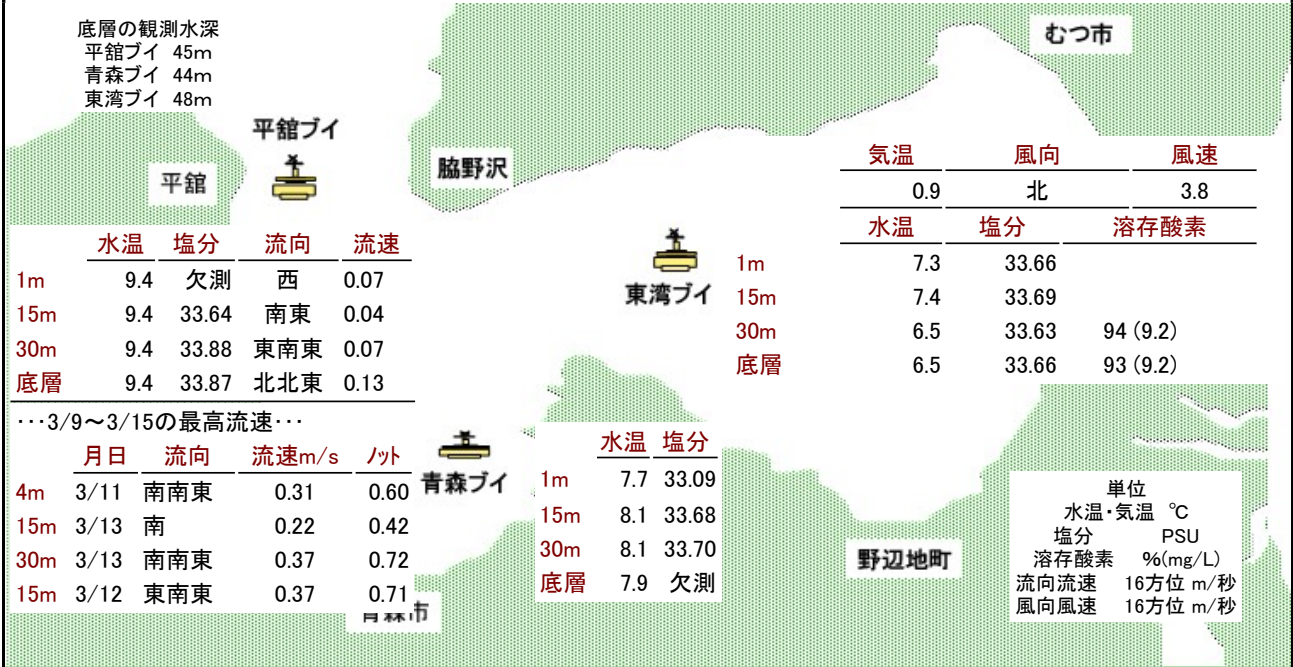 底層の観測水深
平舘ブイ 45m
青森ブイ 44m
東湾ブイ 48m
むつ市
平舘ブイ
平舘
脇野沢
気温 風向 風速
0.9 北 3.8
水温 塩分 溶存酸素
1m 7.3 33.66
15m 7.4 33.69
30m 6.5 33.63 94 (9.2)
底層 6.5 33.66 93 (9.2)
東湾ブイ
水温 塩分 流向 流速
1m 9.4 欠測 西 0.07
15m 9.4 33.64 南東 0.04
30m 9.4 33.88 東南東 0.07
底層 9.4 33.87 北北東 0.13
･･･3/9～3/15の最高流速･･･
月日 流向 流速m/s ﾉｯﾄ
4m 3/11 南南東 0.31 0.60
15m 3/13 南 0.22 0.42
30m 3/13 南南東 0.37 0.72
15m 3/12 東南東 0.37 0.71
青森ブイ
水温 塩分
1m 7.7 33.09
15m 8.1 33.68
30m 8.1 33.70
底層 7.9 欠測
青森市
野辺地町
単位
水温･気温 ℃
塩分 PSU
溶存酸素 %(mg/L)
流向流速 16方位 m/秒
風向風速 16方位 m/秒